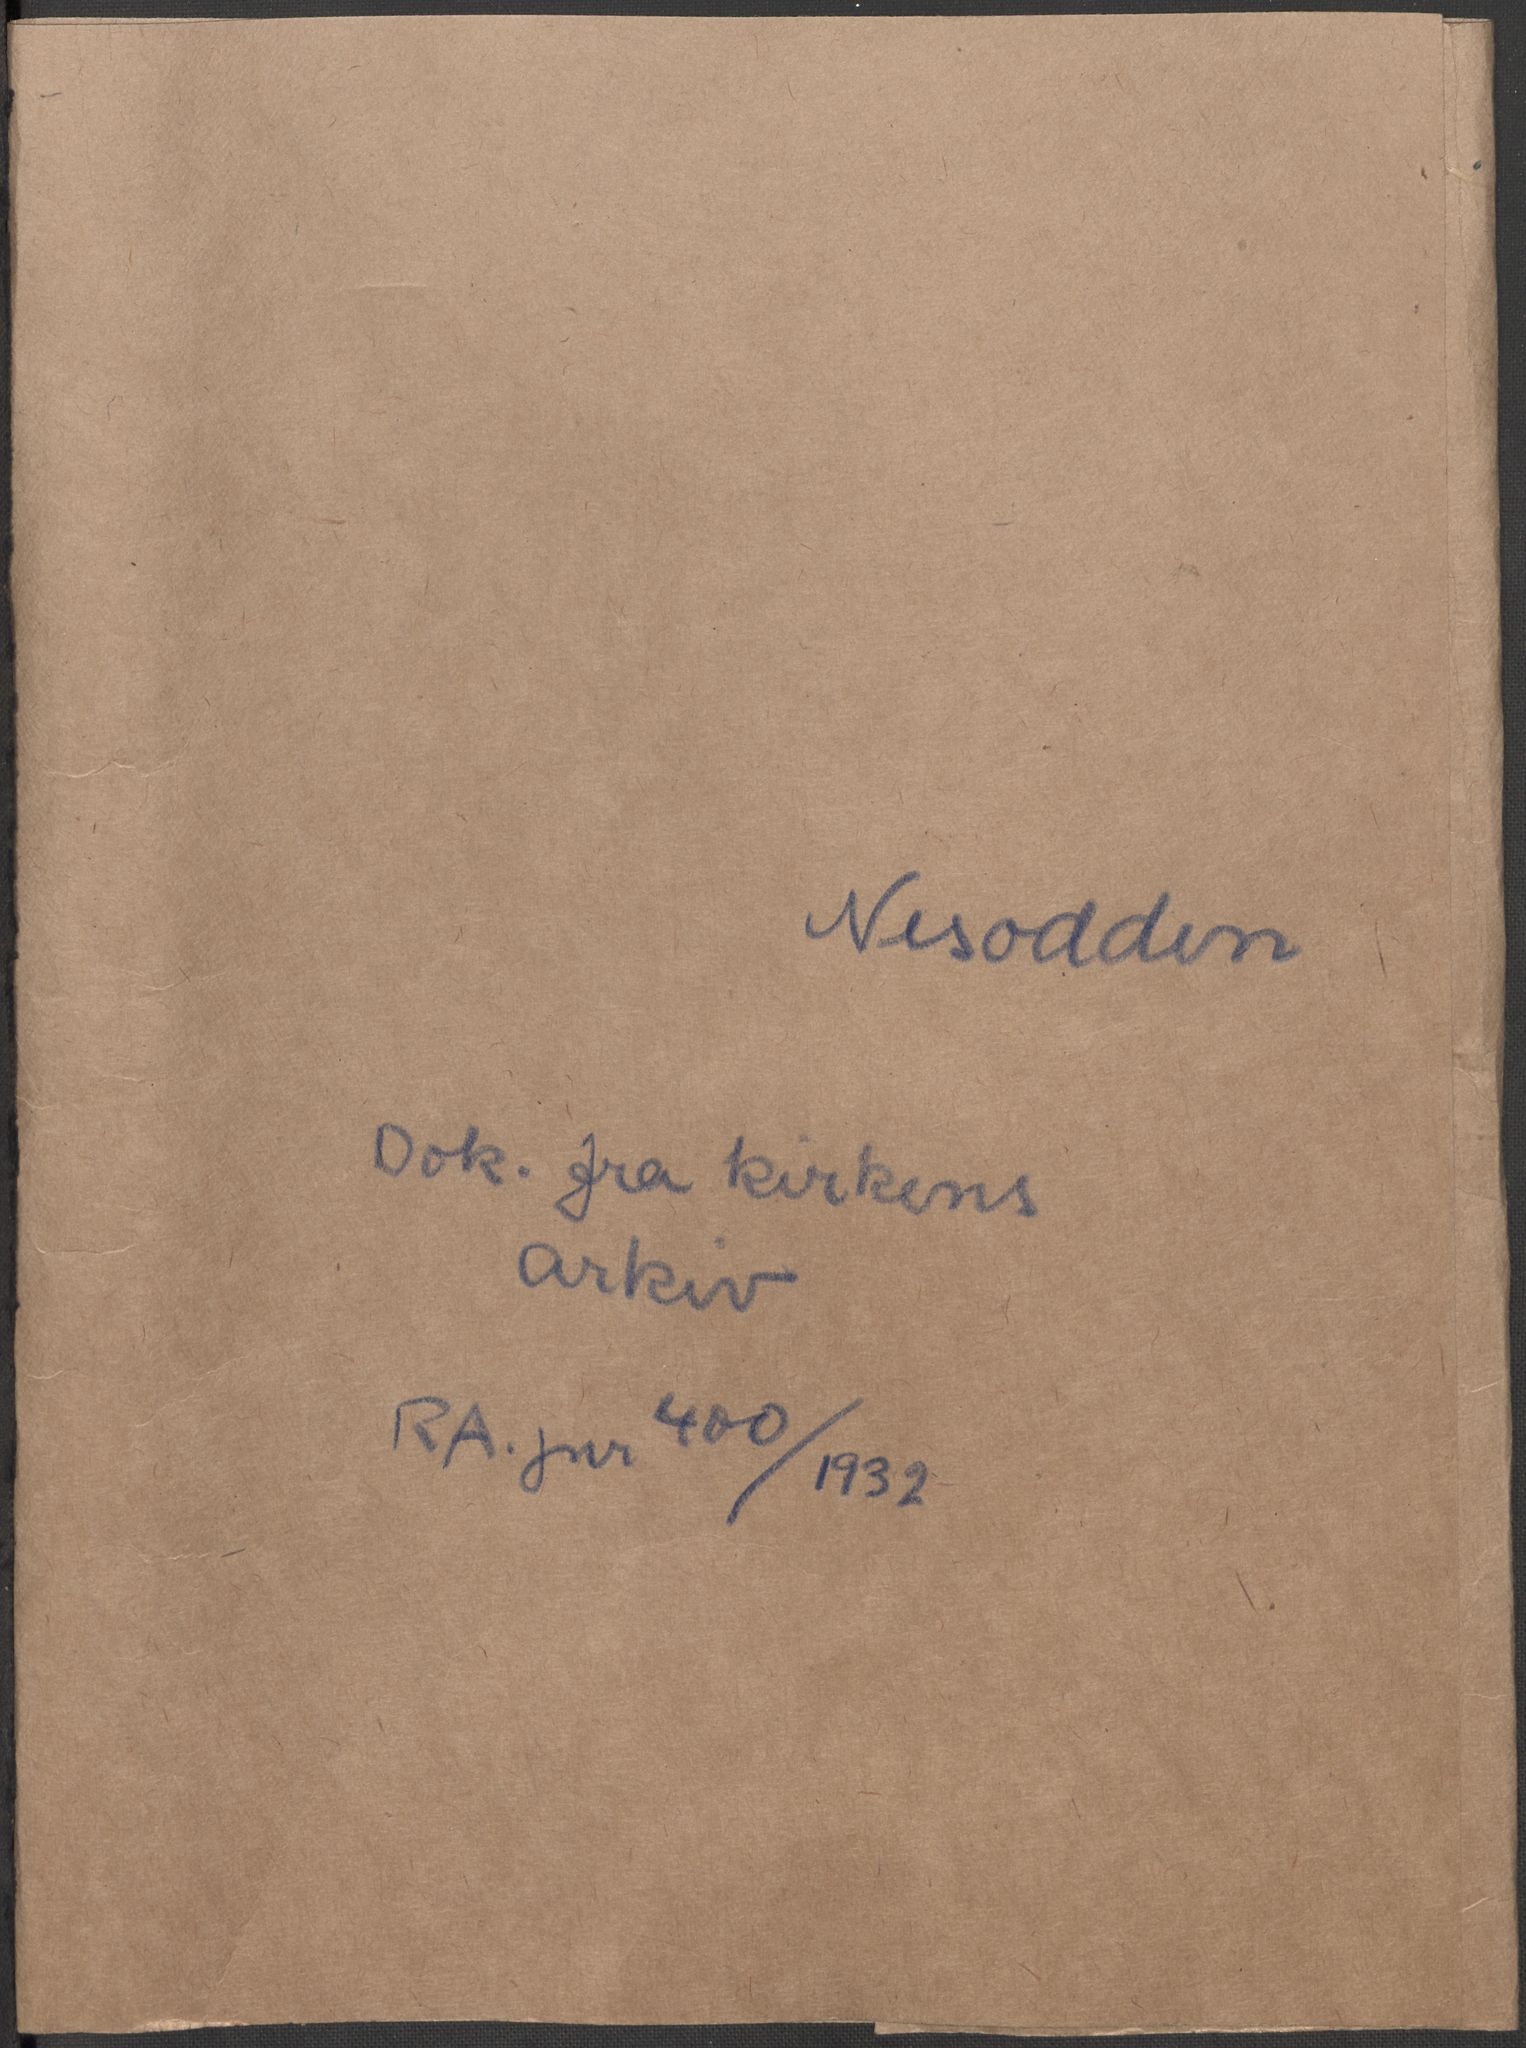 Nesodden
Dok. fra kirkens
arkiv
RA. jnr 400/1932